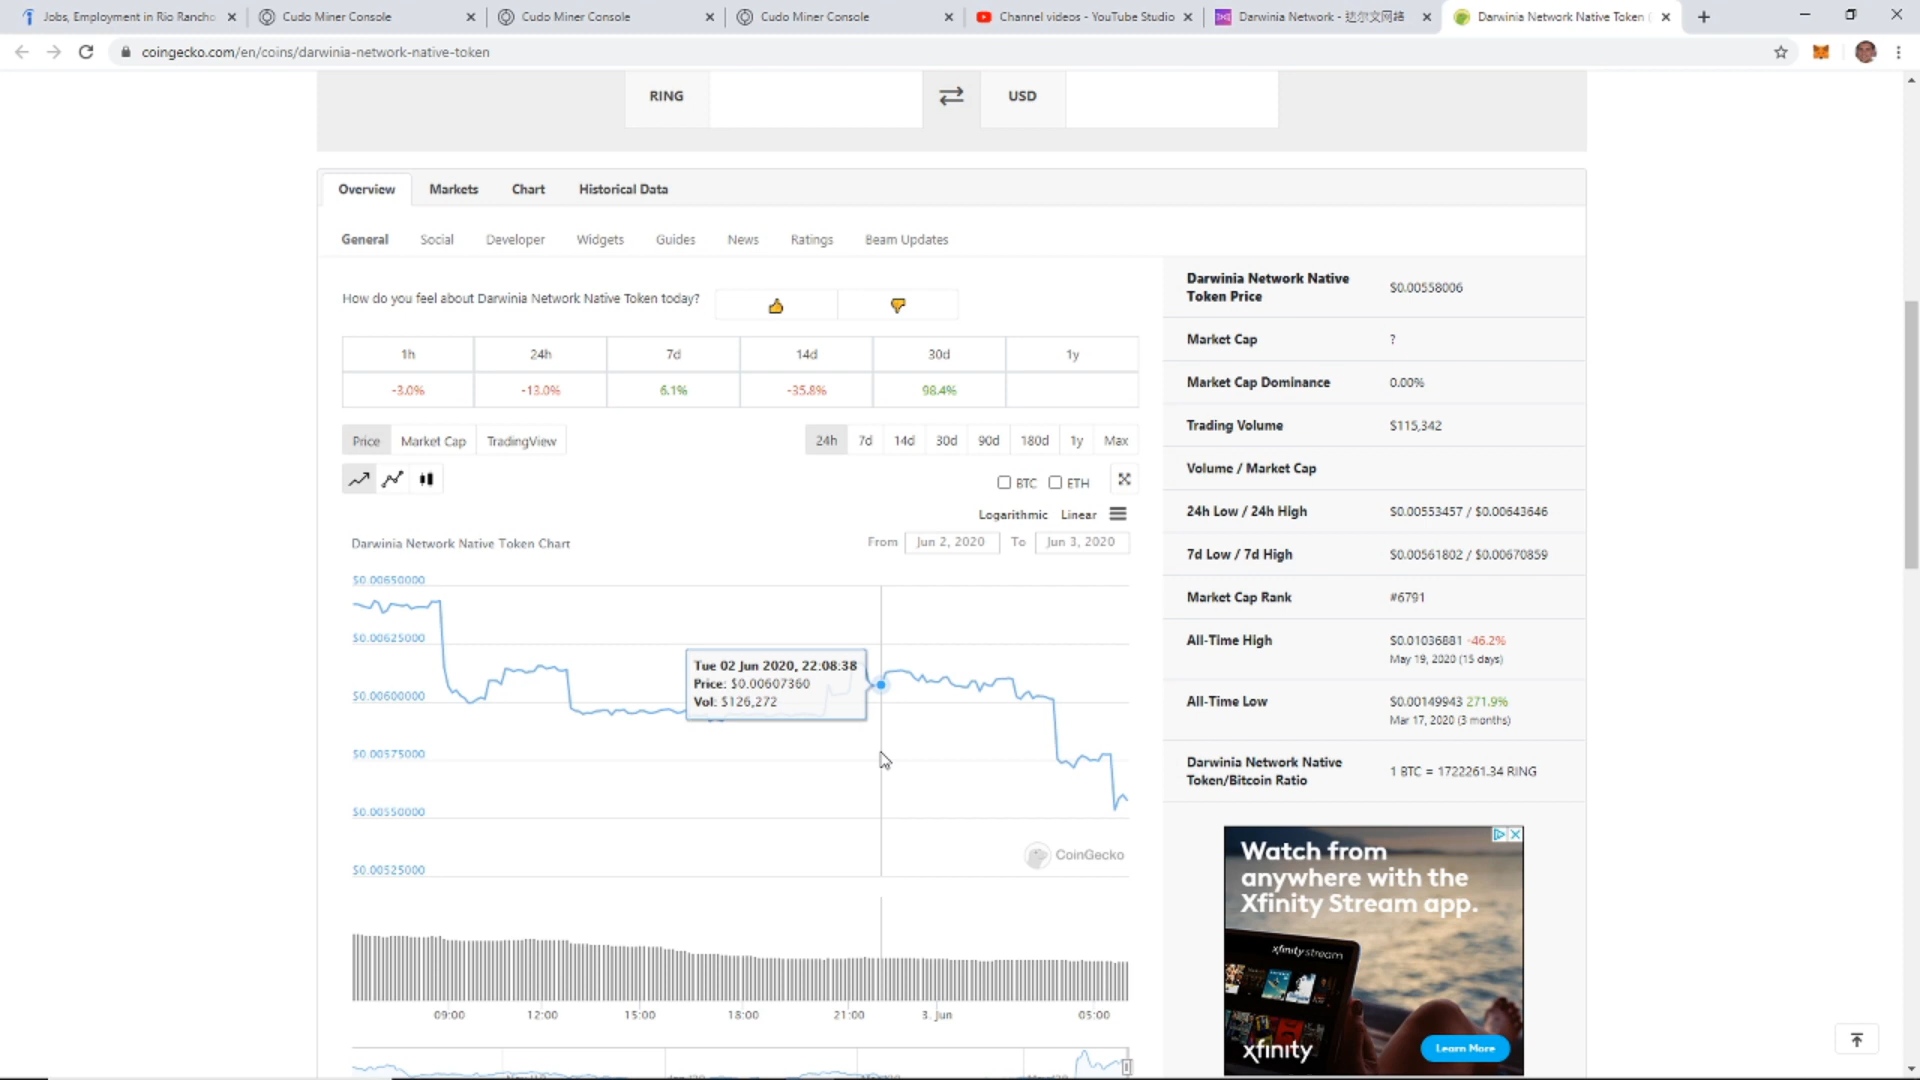 Jobs, Employment in Rio Rancho
Cudo Miner Console
Cudo Miner Console
Cudo Miner Console
Channel videos - YouTube Studio
Darwinia Network - 达尔文网络
Darwinia Network Native Token (
coingecko.com/en/coins/darwinia-network-native-token
RING
USD
Overview
Markets
Chart
Historical Data
General
Social
Developer
Widgets
Guides
News
Ratings
Beam Updates
How do you feel about Darwinia Network Native Token today?
1h 24h 7d 14d 30d 1y
-3.0% -13.0% 6.1% -35.8% 98.4%
Price
Market Cap
TradingView
24h 7d 14d 30d 90d 180d 1y Max
BTC ETH
Logarithmic Linear
Darwinia Network Native Token Chart
From Jun 2, 2020 To Jun 3, 2020
$0.00650000
$0.00625000
$0.00600000
$0.00575000
$0.00550000
$0.00525000
Tue 02 Jun 2020, 22:08:38
Price: $0.00607360
Vol: $126,272
CoinGecko
09:00 12:00 15:00 18:00 21:00 3. Jun 05:00
Darwinia Network Native
Token Price
$0.00558006
Market Cap ?
Market Cap Dominance 0.00%
Trading Volume $115,342
Volume / Market Cap
24h Low / 24h High $0.00553457 / $0.00643646
7d Low / 7d High $0.00561802 / $0.00670859
Market Cap Rank #6791
All-Time High $0.01036881 -46.2%
May 19, 2020 (15 days)
All-Time Low $0.00149943 271.9%
Mar 17, 2020 (3 months)
Darwinia Network Native
Token/Bitcoin Ratio
1 BTC = 1722261.34 RING
Watch from
anywhere with the
Xfinity Stream app.
xfinity stream
xfinity
Learn More